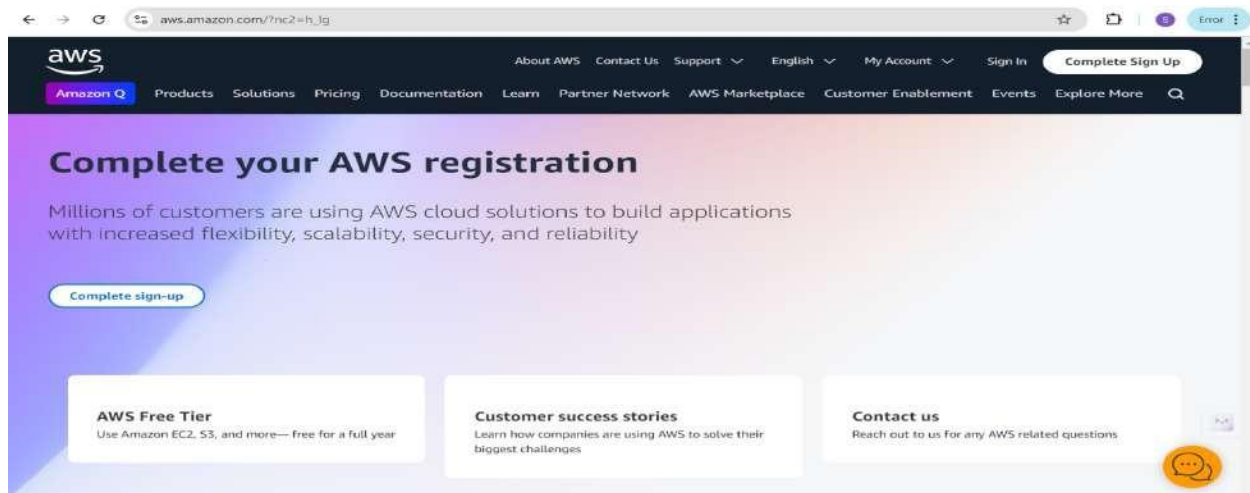 aws.amazon.com/?nc2=h_lg
Error
aws
About AWS Contact Us Support English My Account Sign In Complete Sign Up
Amazon Q Products Solutions Pricing Documentation Learn Partner Network AWS Marketplace Customer Enablement Events Explore More
Complete your AWS registration
Millions of customers are using AWS cloud solutions to build applications
with increased flexibility, scalability, security, and reliability
Complete sign-up
AWS Free Tier
Use Amazon EC2, S3, and more— free for a full year
Customer success stories
Learn how companies are using AWS to solve their
biggest challenges
Contact us
Reach out to us for any AWS related questions